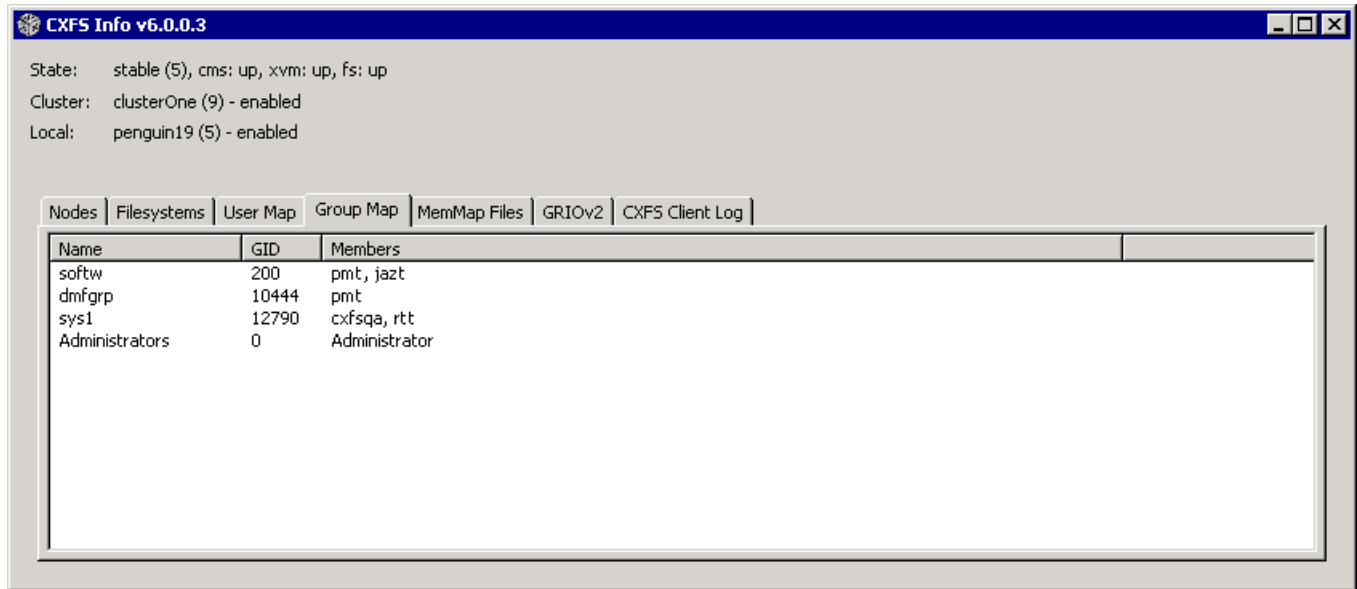 CXFS Info v6.0.0.3
State: stable (5), cms: up, xvm: up, fs: up
Cluster: clusterOne (9) - enabled
Local: penguin19 (5) - enabled
Nodes Filesystems User Map Group Map MemMap Files GRIOv2 CXFS Client Log
Name GID Members
softw 200 pmt, jazt
dmfgrp 10444 pmt
sys1 12790 cxfsqa, rtt
Administrators 0 Administrator